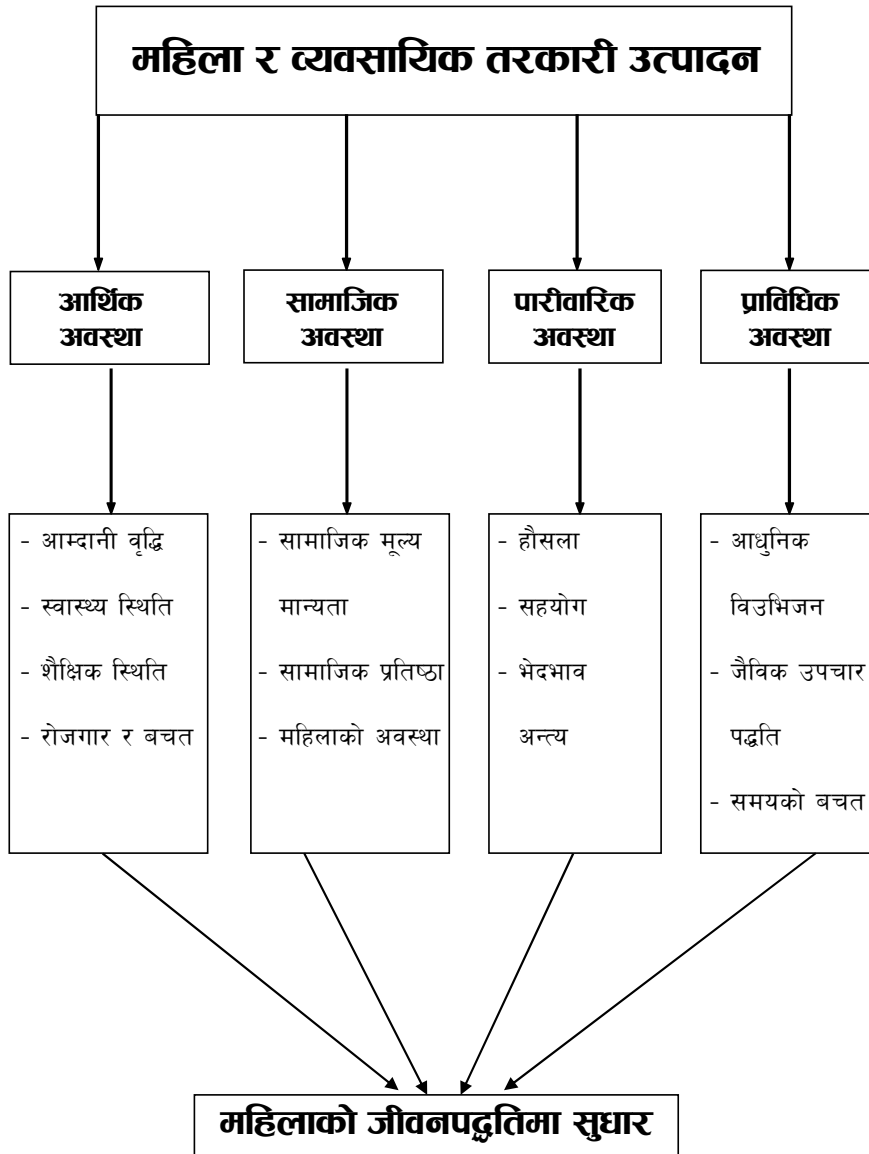 महिला र व्यवसायिक तरकारी उत्पादन
आर्थिक
अवस्था
सामाजिक
अवस्था
पारीवारिक
अवस्था
प्राविधिक
अवस्था
- आम्दानी वृद्धि
- स्वास्थ्य स्थिति
- शैक्षिक स्थिति
- रोजगार र बचत
- सामाजिक मूल्य
मान्यता
- सामाजिक प्रतिष्ठा
- महिलाको अवस्था
- हौसला
- सहयोग
- भेदभाव
अन्त्य
- आधुनिक
विउभिजन
- जैविक उपचार
पद्धति
- समयको बचत
महिलाको जीवनपद्धतिमा सुधार